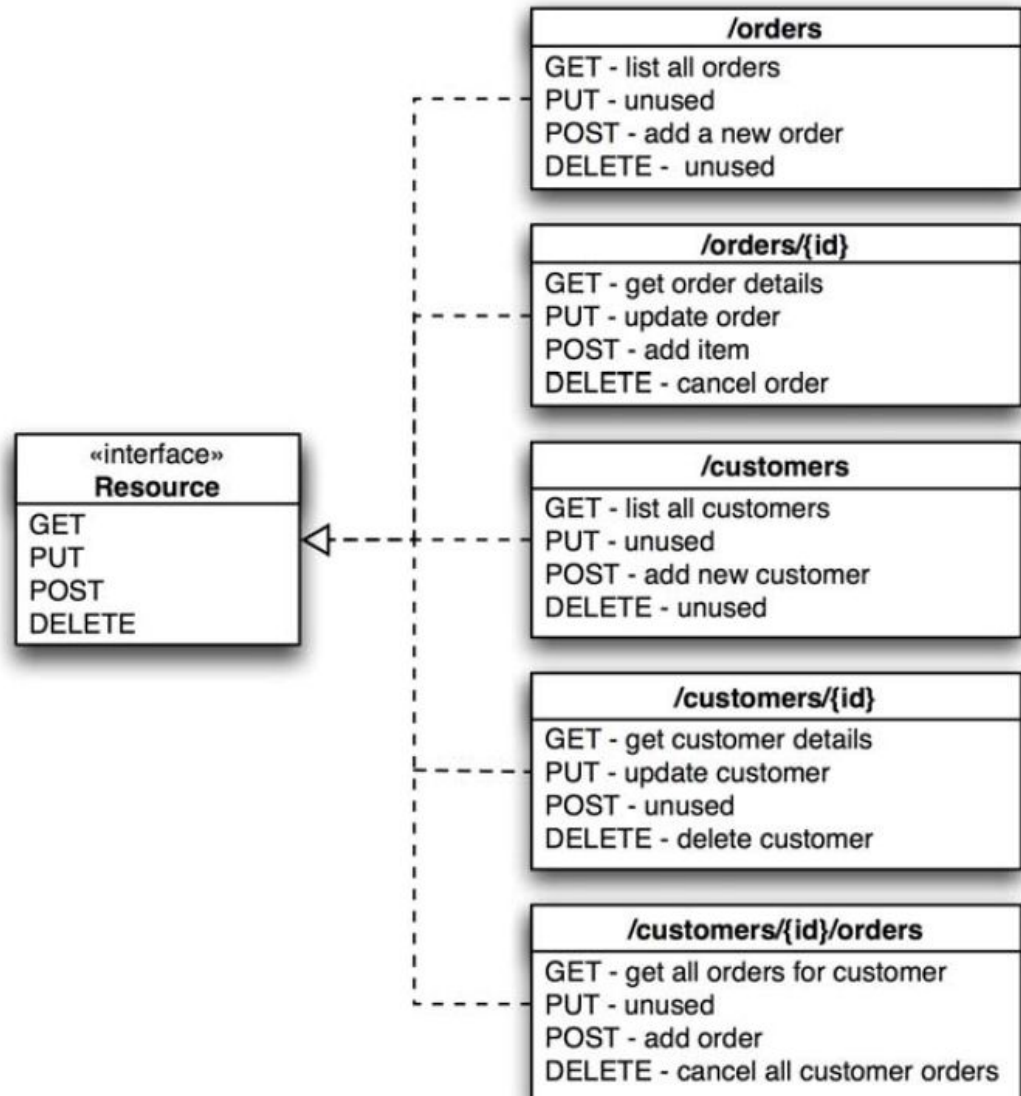 /orders
GET - list all orders
PUT - unused
POST - add a new order
DELETE - unused
/orders/{id}
GET - get order details
PUT - update order
POST - add item
DELETE - cancel order
«interface»
Resource
GET
PUT
POST
DELETE
/customers
GET - list all customers
PUT - unused
POST - add new customer
DELETE - unused
/customers/{id}
GET - get customer details
PUT - update customer
POST - unused
DELETE - delete customer
/customers/{id}/orders
GET - get all orders for customer
PUT - unused
POST - add order
DELETE - cancel all customer orders